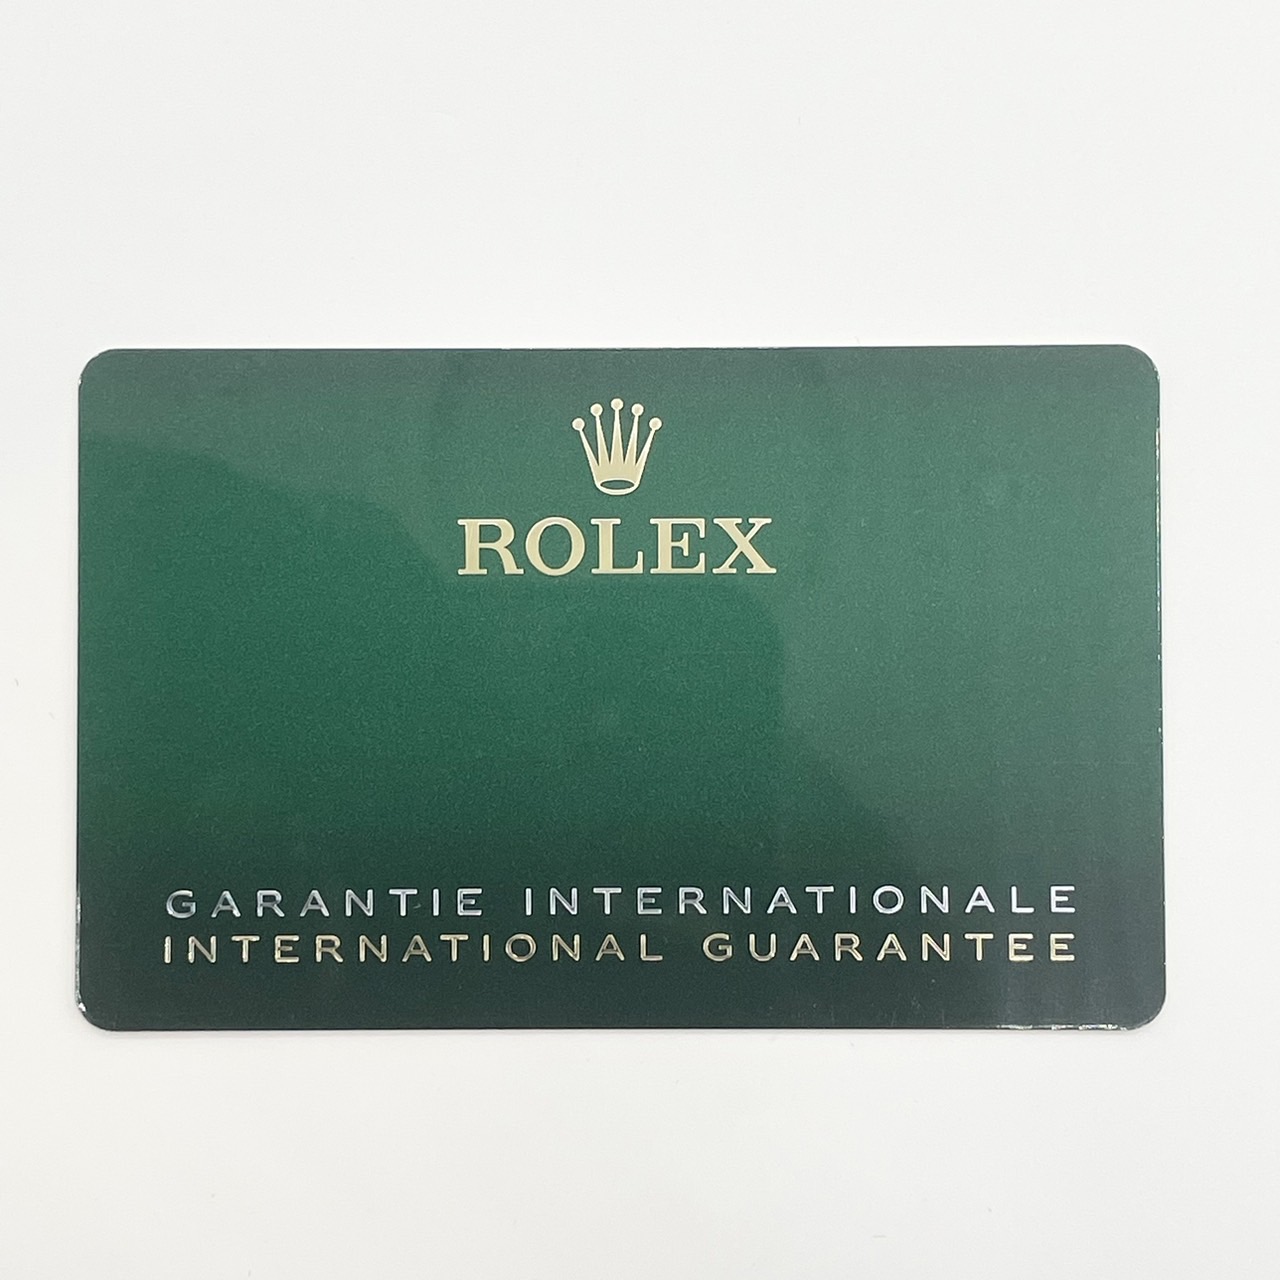 ROLEX
GARANTIE INTERNATIONALE
INTERNATIONAL GUARANTEE